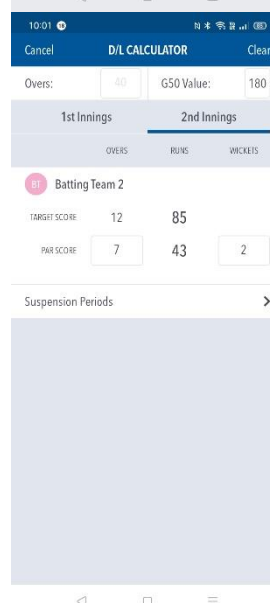 10:01
Cancel D/L CALCULATOR Clear
Overs: 40 G50 Value: 180
1st Innings 2nd Innings
OVERS RUNS WICKETS
BT Batting Team 2
TARGET SCORE 12 85
PAR SCORE 7 43 2
Suspension Periods